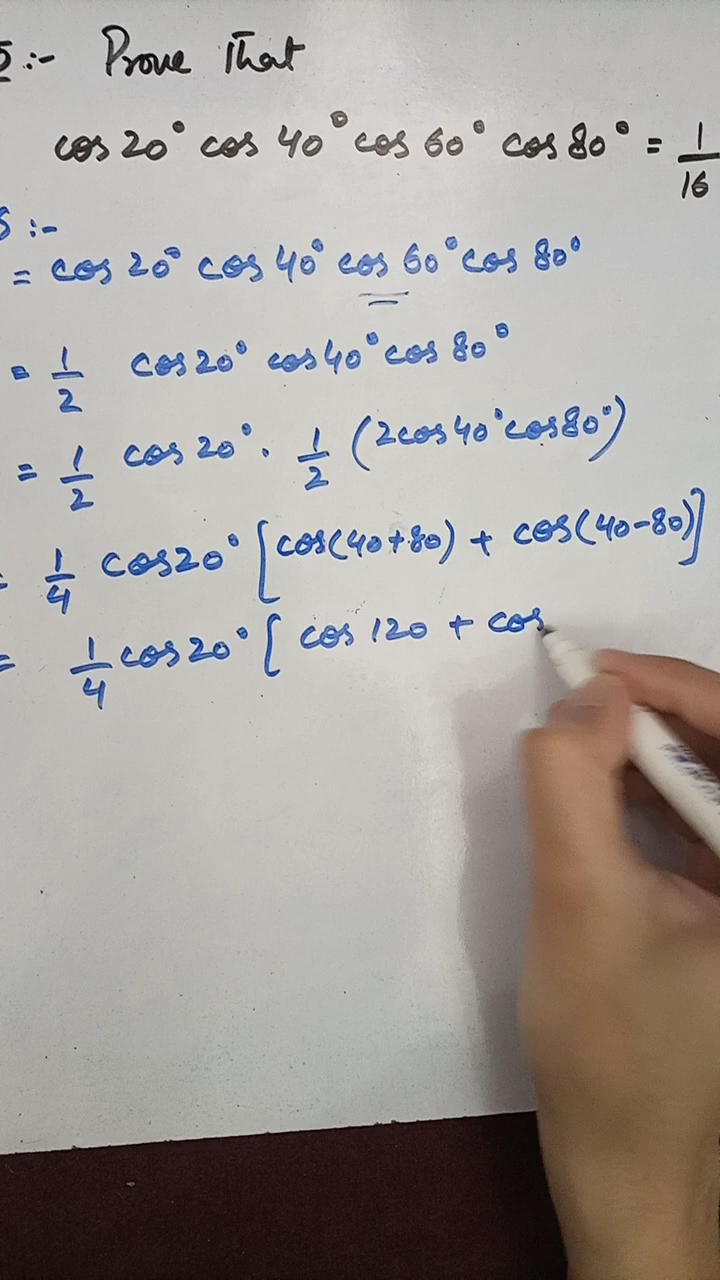 :- Prove That
cos 20° cos 40° cos 60° cos 80° = 1/16
S :-
= cos 20° cos 40° cos 60° cos 80°
= 1/2 cos 20° cos 40° cos 80°
= 1/2 cos 20° . 1/2 (2cos 40° cos 80°)
= 1/4 cos 20° [cos(40+80) + cos(40-80)]
= 1/4 cos 20° [ cos 120 + cos